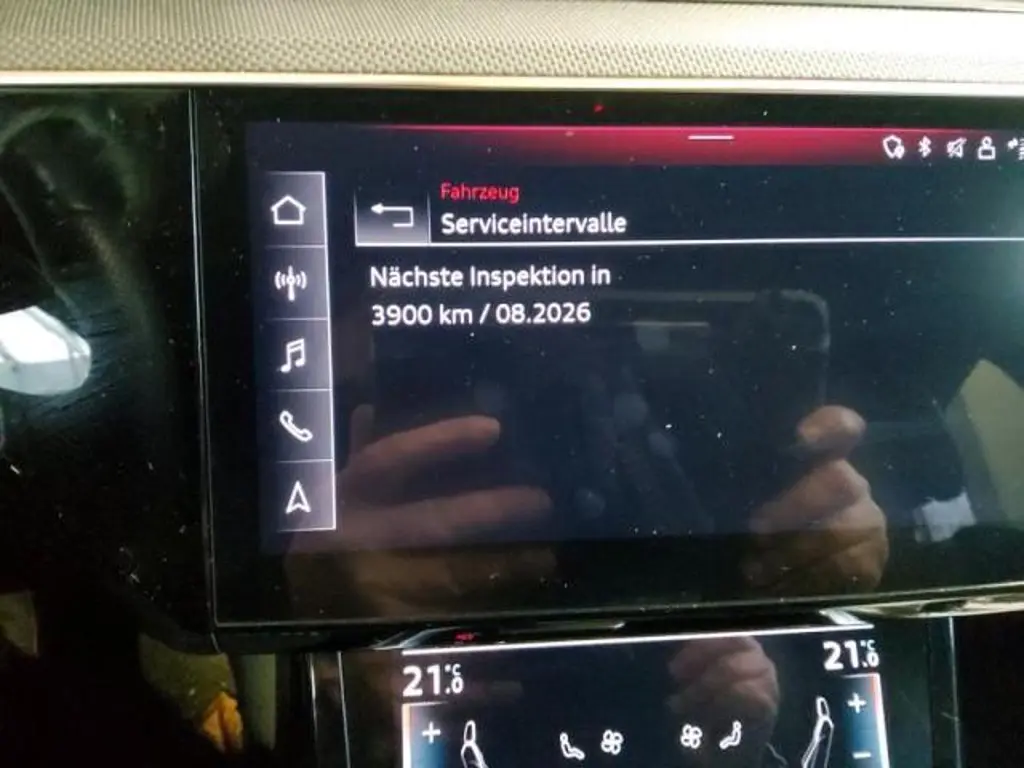 Fahrzeug
Serviceintervalle
Nächste Inspektion in
3900 km / 08.2026
21.0 °C
21.0 °C